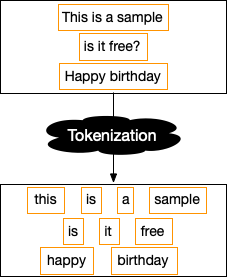 This is a sample
is it free?
Happy birthday
Tokenization
this is a sample
is it free
happy birthday